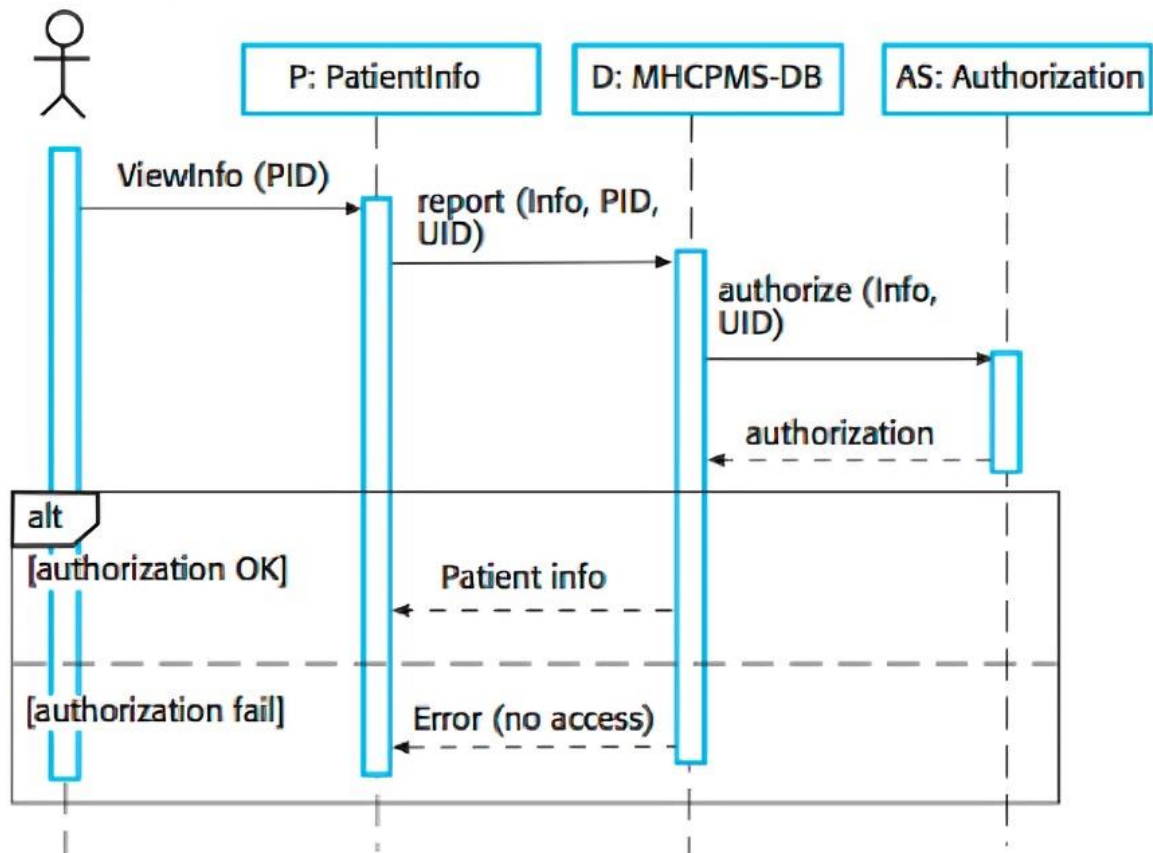 P: PatientInfo
D: MHCPMS-DB
AS: Authorization
ViewInfo (PID)
report (Info, PID,
UID)
authorize (Info,
UID)
authorization
alt
[authorization OK]
Patient info
[authorization fail]
Error (no access)